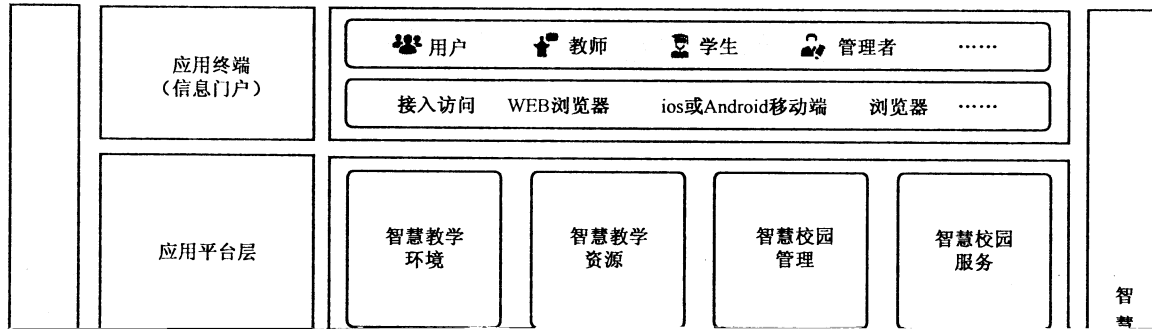 应用终端
（信息门户）
用户 教师 学生 管理者 ……
接入访问 WEB浏览器 ios或Android移动端 浏览器 ……
应用平台层
智慧教学
环境
智慧教学
资源
智慧校园
管理
智慧校园
服务
智